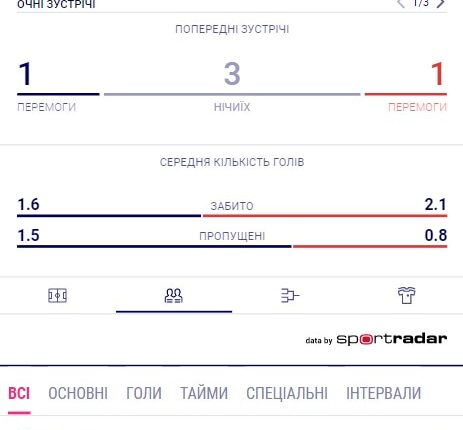 ОЧНІ ЗУСТРІЧІ 1/3
ПОПЕРЕДНІ ЗУСТРІЧІ
1 3 1
ПЕРЕМОГИ НІЧИЇХ ПЕРЕМОГИ
СЕРЕДНЯ КІЛЬКІСТЬ ГОЛІВ
1.6 ЗАБИТО 2.1
1.5 ПРОПУЩЕНІ 0.8
data by sportradar
ВСІ ОСНОВНІ ГОЛИ ТАЙМИ СПЕЦІАЛЬНІ ІНТЕРВАЛИ